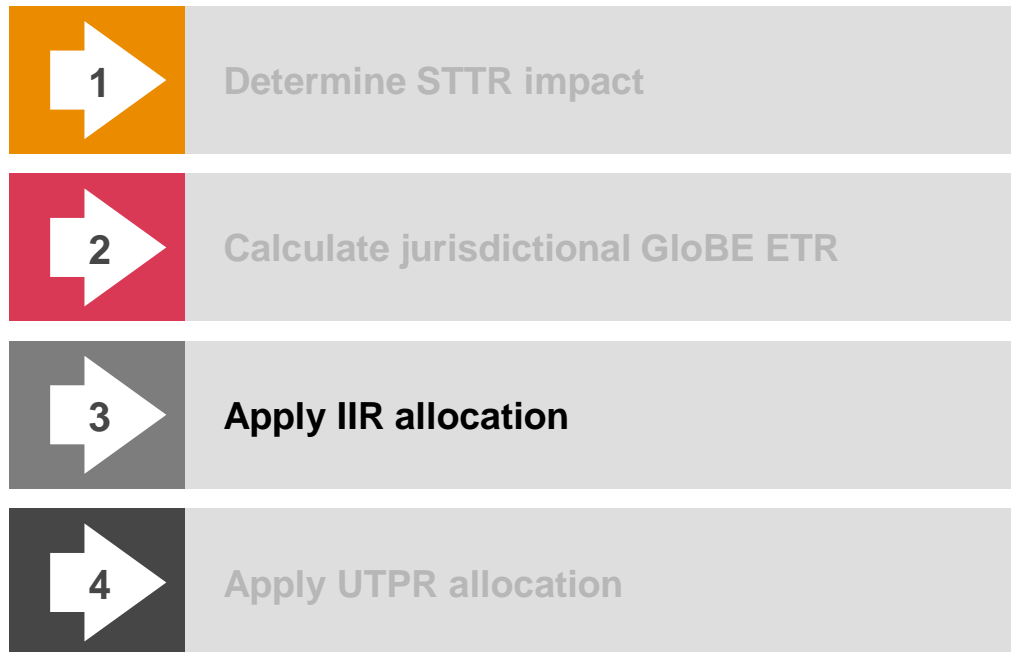 1 Determine STTR impact
2 Calculate jurisdictional GloBE ETR
3 Apply IIR allocation
4 Apply UTPR allocation